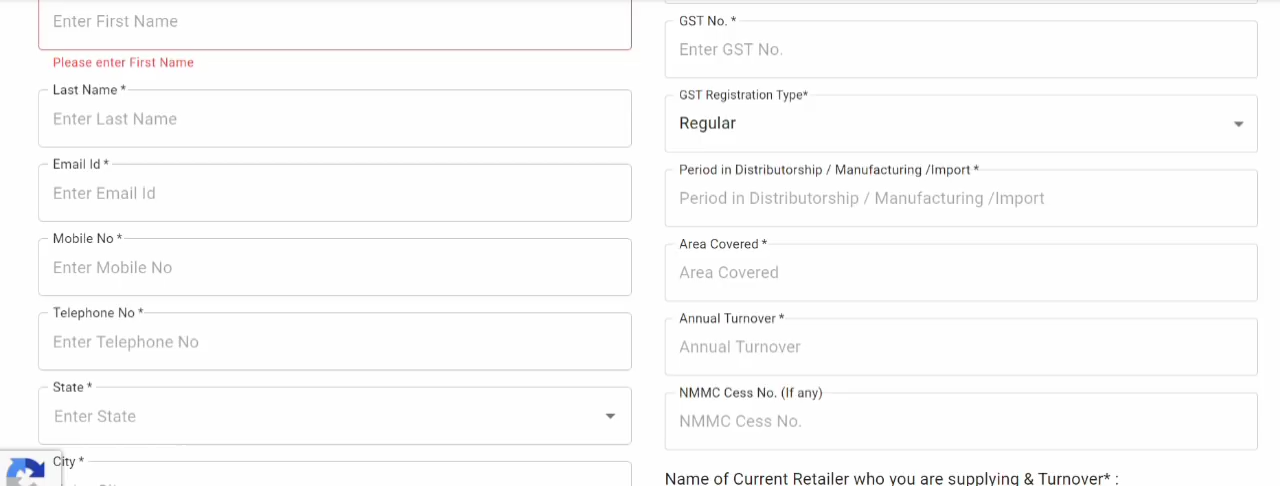 Enter First Name
Please enter First Name
Last Name *
Enter Last Name
Email Id *
Enter Email Id
Mobile No *
Enter Mobile No
Telephone No *
Enter Telephone No
State *
Enter State
City *
GST No. *
Enter GST No.
GST Registration Type*
Regular
Period in Distributorship / Manufacturing /Import *
Period in Distributorship / Manufacturing /Import
Area Covered *
Area Covered
Annual Turnover *
Annual Turnover
NMMC Cess No. (If any)
NMMC Cess No.
Name of Current Retailer who you are supplying & Turnover* :